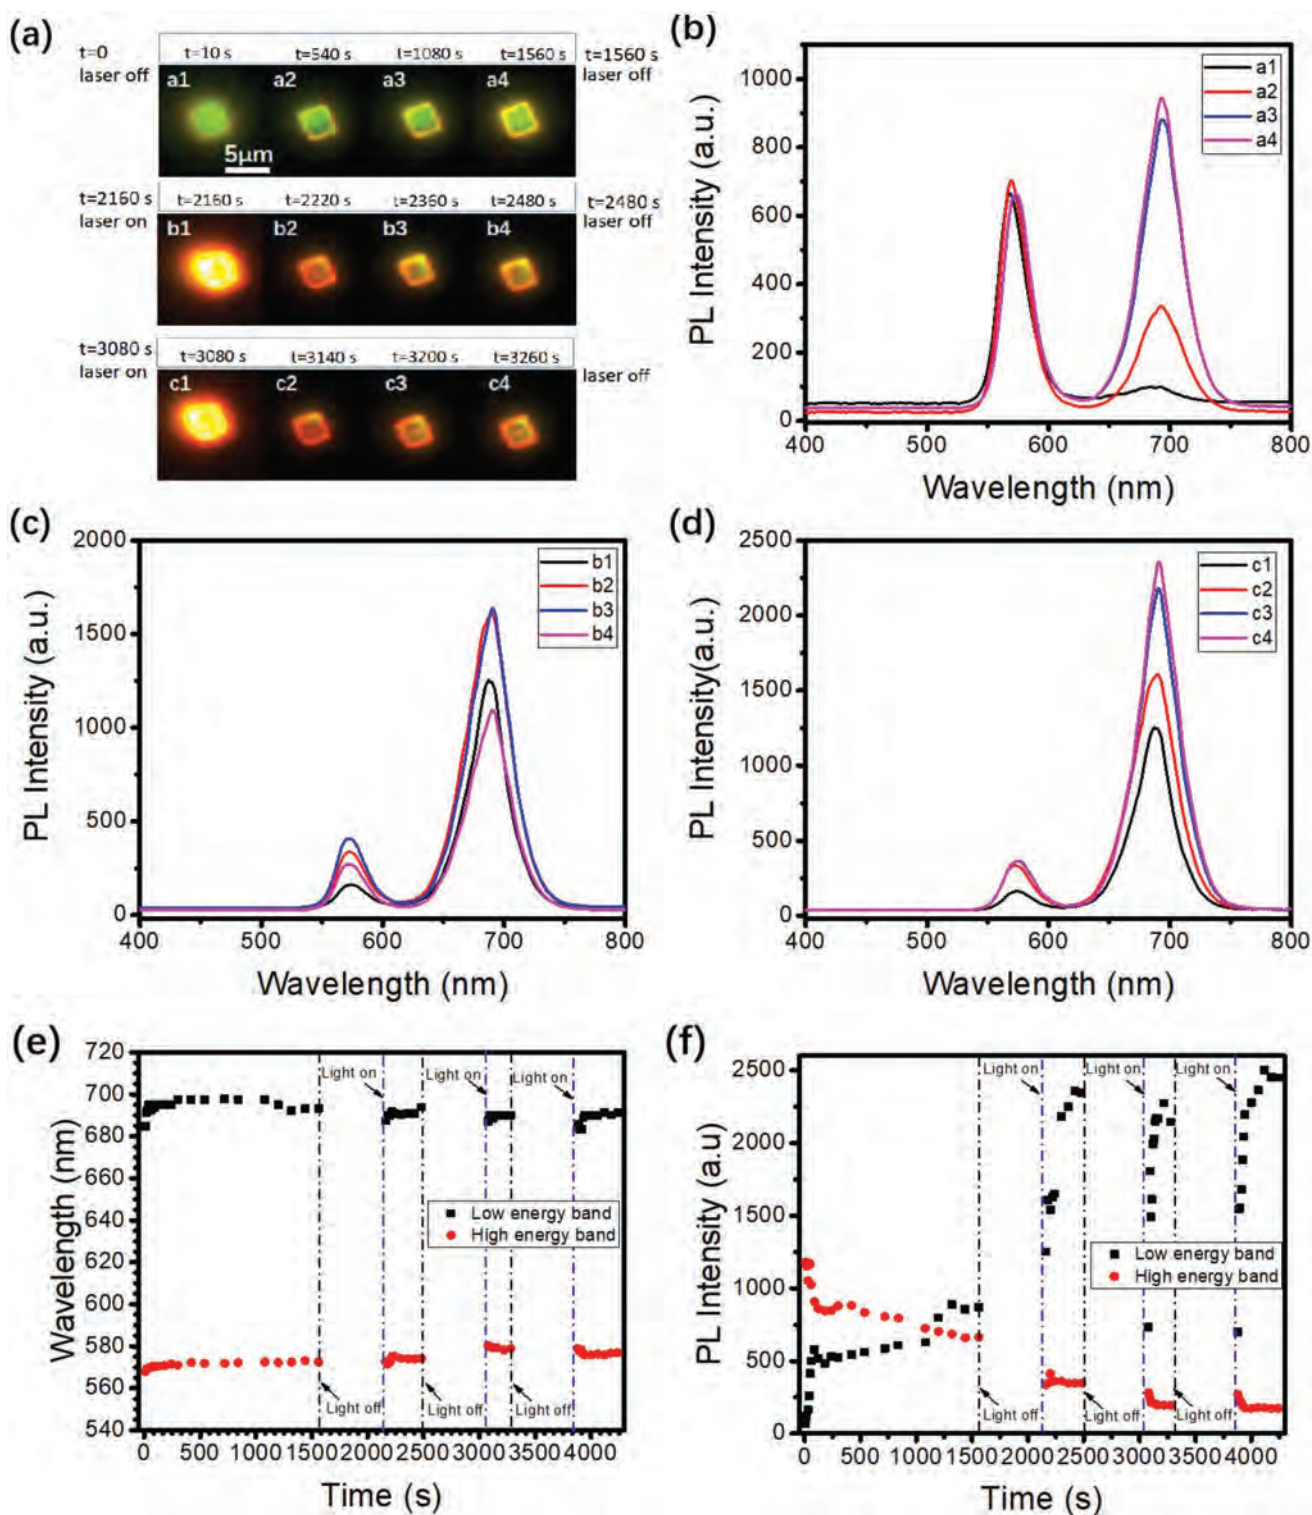 (a)
t=0
laser off
t=10 s t=540 s t=1080 s t=1560 s
t=1560 s
laser off
a1 a2 a3 a4
5μm
t=2160 s
laser on
t=2160 s t=2220 s t=2360 s t=2480 s
t=2480 s
laser off
b1 b2 b3 b4
t=3080 s
laser on
t=3080 s t=3140 s t=3200 s t=3260 s
laser off
c1 c2 c3 c4
(b)
PL Intensity (a.u.)
1000
800
600
400
200
0
a1
a2
a3
a4
400 500 600 700 800
Wavelength (nm)
(c)
PL Intensity (a.u.)
2000
1500
1000
500
0
b1
b2
b3
b4
400 500 600 700 800
Wavelength (nm)
(d)
PL Intensity(a.u.)
2500
2000
1500
1000
500
0
c1
c2
c3
c4
400 500 600 700 800
Wavelength (nm)
(e)
Wavelength (nm)
720
700
680
660
640
620
600
580
560
540
Light on Light on Light on
Low energy band
High energy band
Light off Light off Light off
0 500 1000 1500 2000 2500 3000 3500 4000
Time (s)
(f)
PL Intensity (a.u)
2500
2000
1500
1000
500
0
Light on Light on Light on
Low energy band
High energy band
Light off Light off Light off
0 500 1000 1500 2000 2500 3000 3500 4000
Time (s)